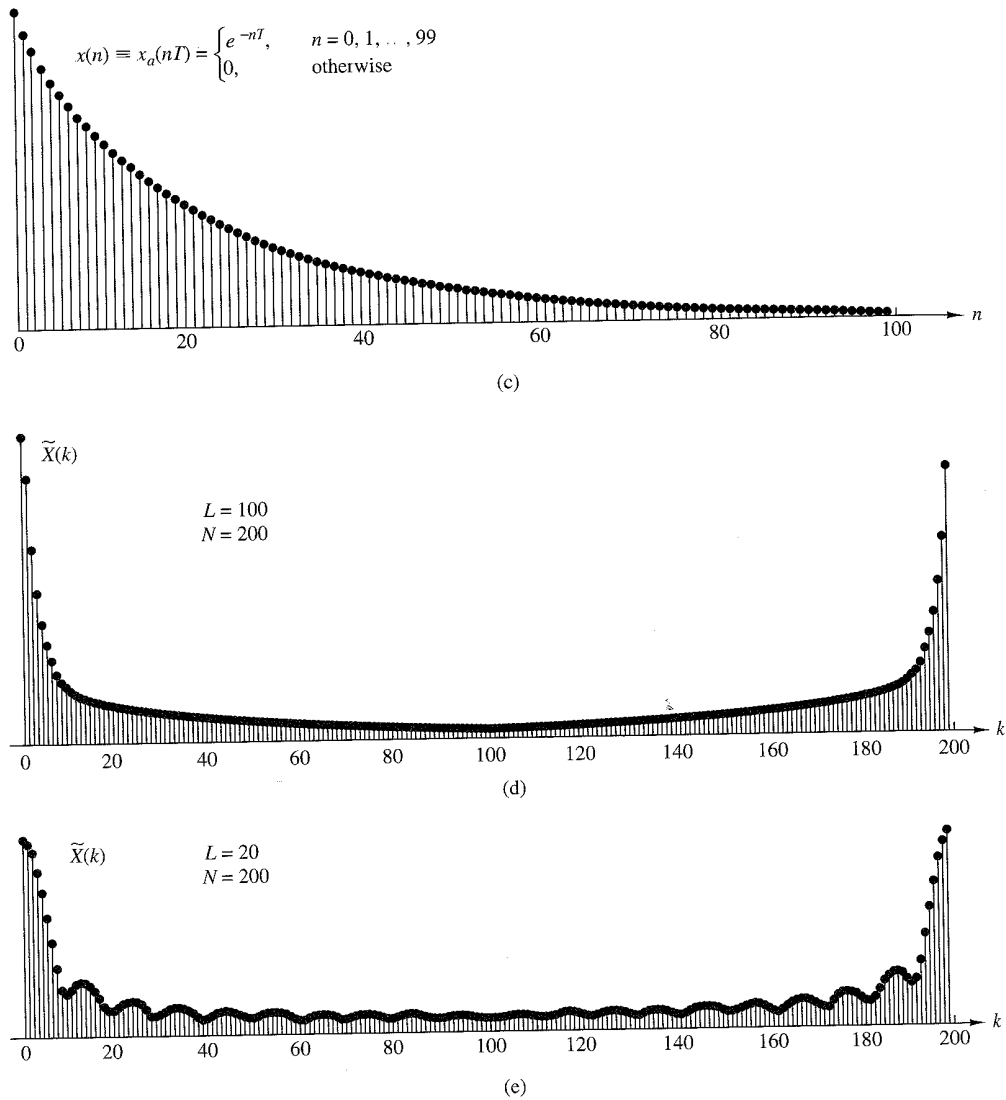 x(n) ≡ x_a(nT) = { e^{-nT}, n = 0, 1, ..., 99
0, otherwise
0 20 40 60 80 100 n
(c)
X̃(k)
L = 100
N = 200
0 20 40 60 80 100 120 140 160 180 200 k
(d)
X̃(k)
L = 20
N = 200
0 20 40 60 80 100 120 140 160 180 200 k
(e)